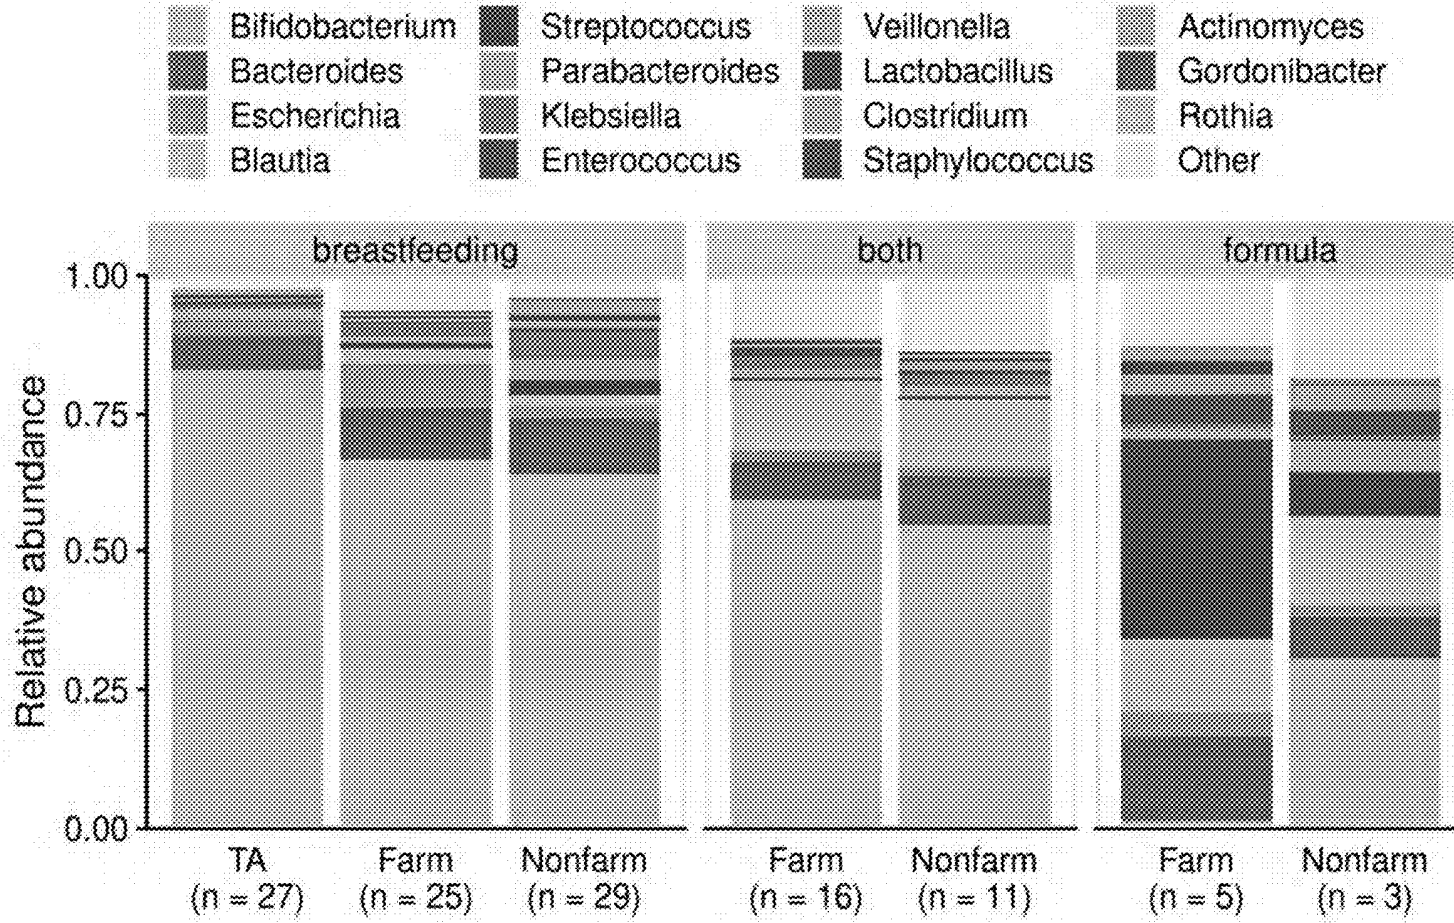 Bifidobacterium Streptococcus Veillonella Actinomyces
Bacteroides Parabacteroides Lactobacillus Gordonibacter
Escherichia Klebsiella Clostridium Rothia
Blautia Enterococcus Staphylococcus Other
breastfeeding both formula
Relative abundance
1.00
0.75
0.50
0.25
0.00
TA Farm Nonfarm Farm Nonfarm Farm Nonfarm
(n = 27) (n = 25) (n = 29) (n = 16) (n = 11) (n = 5) (n = 3)